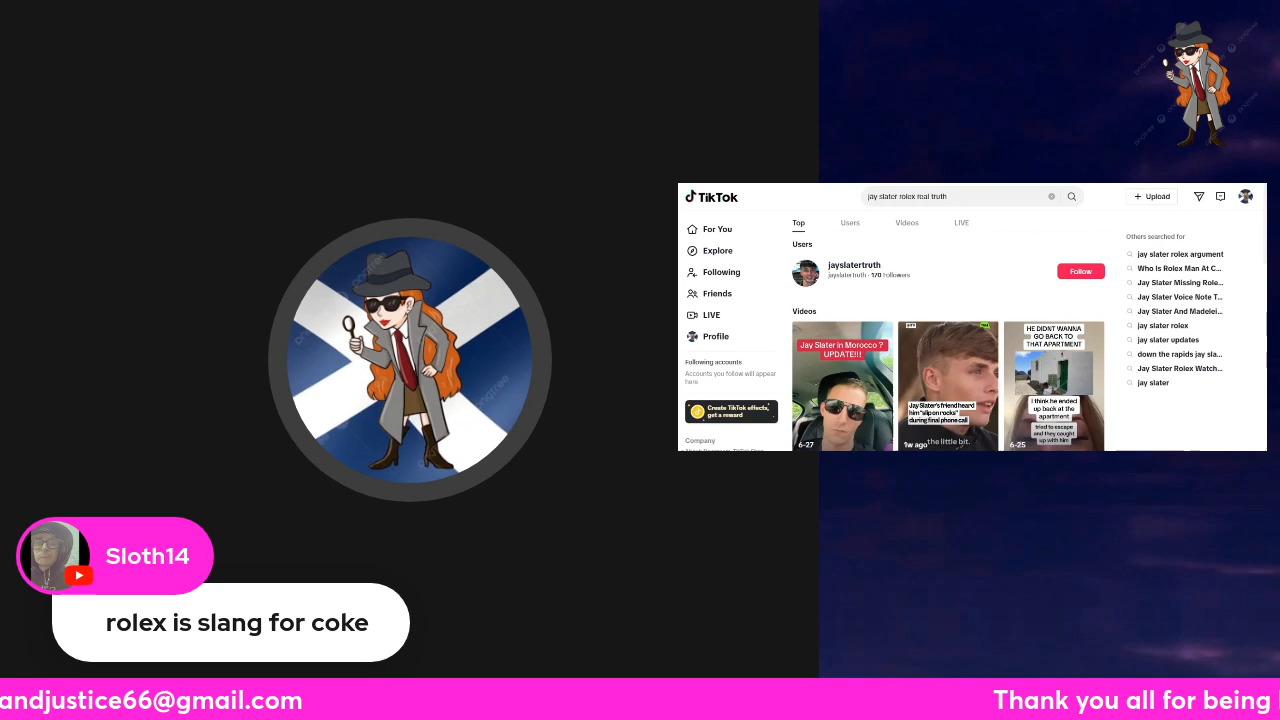 TikTok
jay slater rolex real truth
Upload
For You
Explore
Following
Friends
LIVE
Profile
Following accounts
Accounts you follow will appear
here
Create TikTok effects,
get a reward
Company
Top
Users
Videos
LIVE
Users
jayslatertruth
jayslatertruth · 170 Followers
Follow
Videos
Jay Slater in Morocco ?
UPDATE!!!
6-27
Jay Slater's friend heard
him "slip on rocks"
during final phone call
the little bit.
1w ago
HE DIDNT WANNA
GO BACK TO
THAT APARTMENT
I think he ended
up back at the
apartment
tried to escape
and they caught
up with him
6-25
Others searched for
jay slater rolex argument
Who Is Rolex Man At C...
Jay Slater Missing Role...
Jay Slater Voice Note T...
Jay Slater And Madelei...
jay slater rolex
jay slater updates
down the rapids jay sla...
Jay Slater Rolex Watch...
jay slater
Sloth14
rolex is slang for coke
andjustice66@gmail.com
Thank you all for being